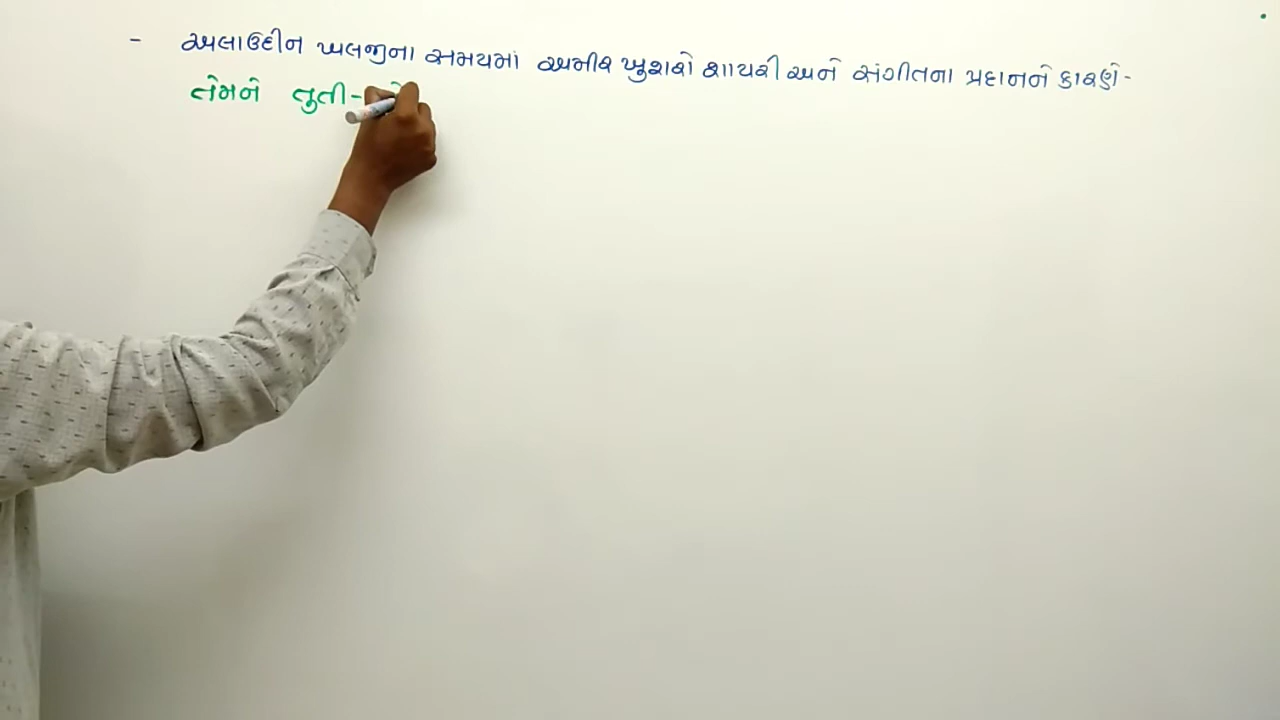 - અલાઉદ્દીન ખલજીના સમયમાં અમીર ખુશરો શાયરી અને સંગીતના પ્રદાનને કારણે -
તેમને તુતી-